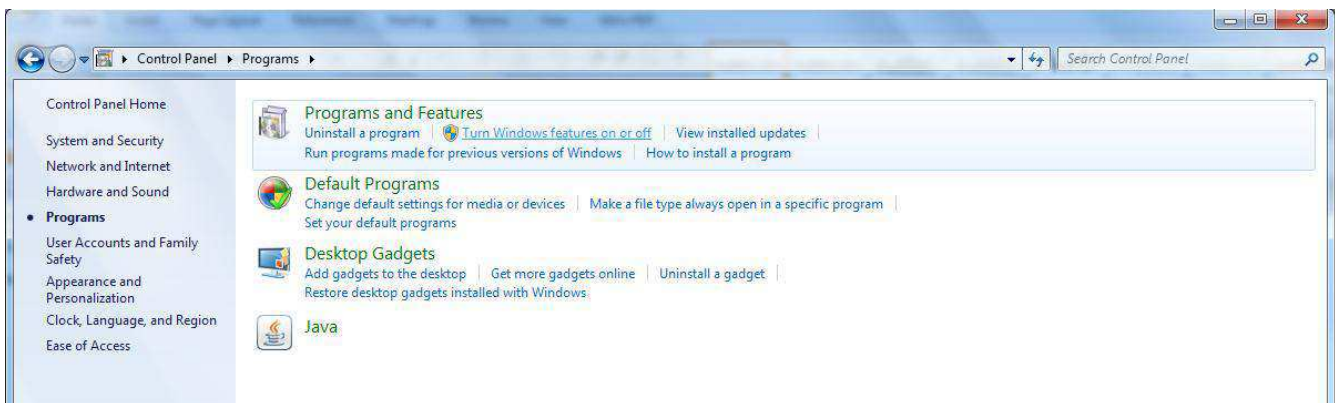 Control Panel Programs
Search Control Panel
Control Panel Home
System and Security
Network and Internet
Hardware and Sound
Programs
User Accounts and Family
Safety
Appearance and
Personalization
Clock, Language, and Region
Ease of Access
Programs and Features
Uninstall a program Turn Windows features on or off View installed updates
Run programs made for previous versions of Windows How to install a program
Default Programs
Change default settings for media or devices Make a file type always open in a specific program
Set your default programs
Desktop Gadgets
Add gadgets to the desktop Get more gadgets online Uninstall a gadget
Restore desktop gadgets installed with Windows
Java